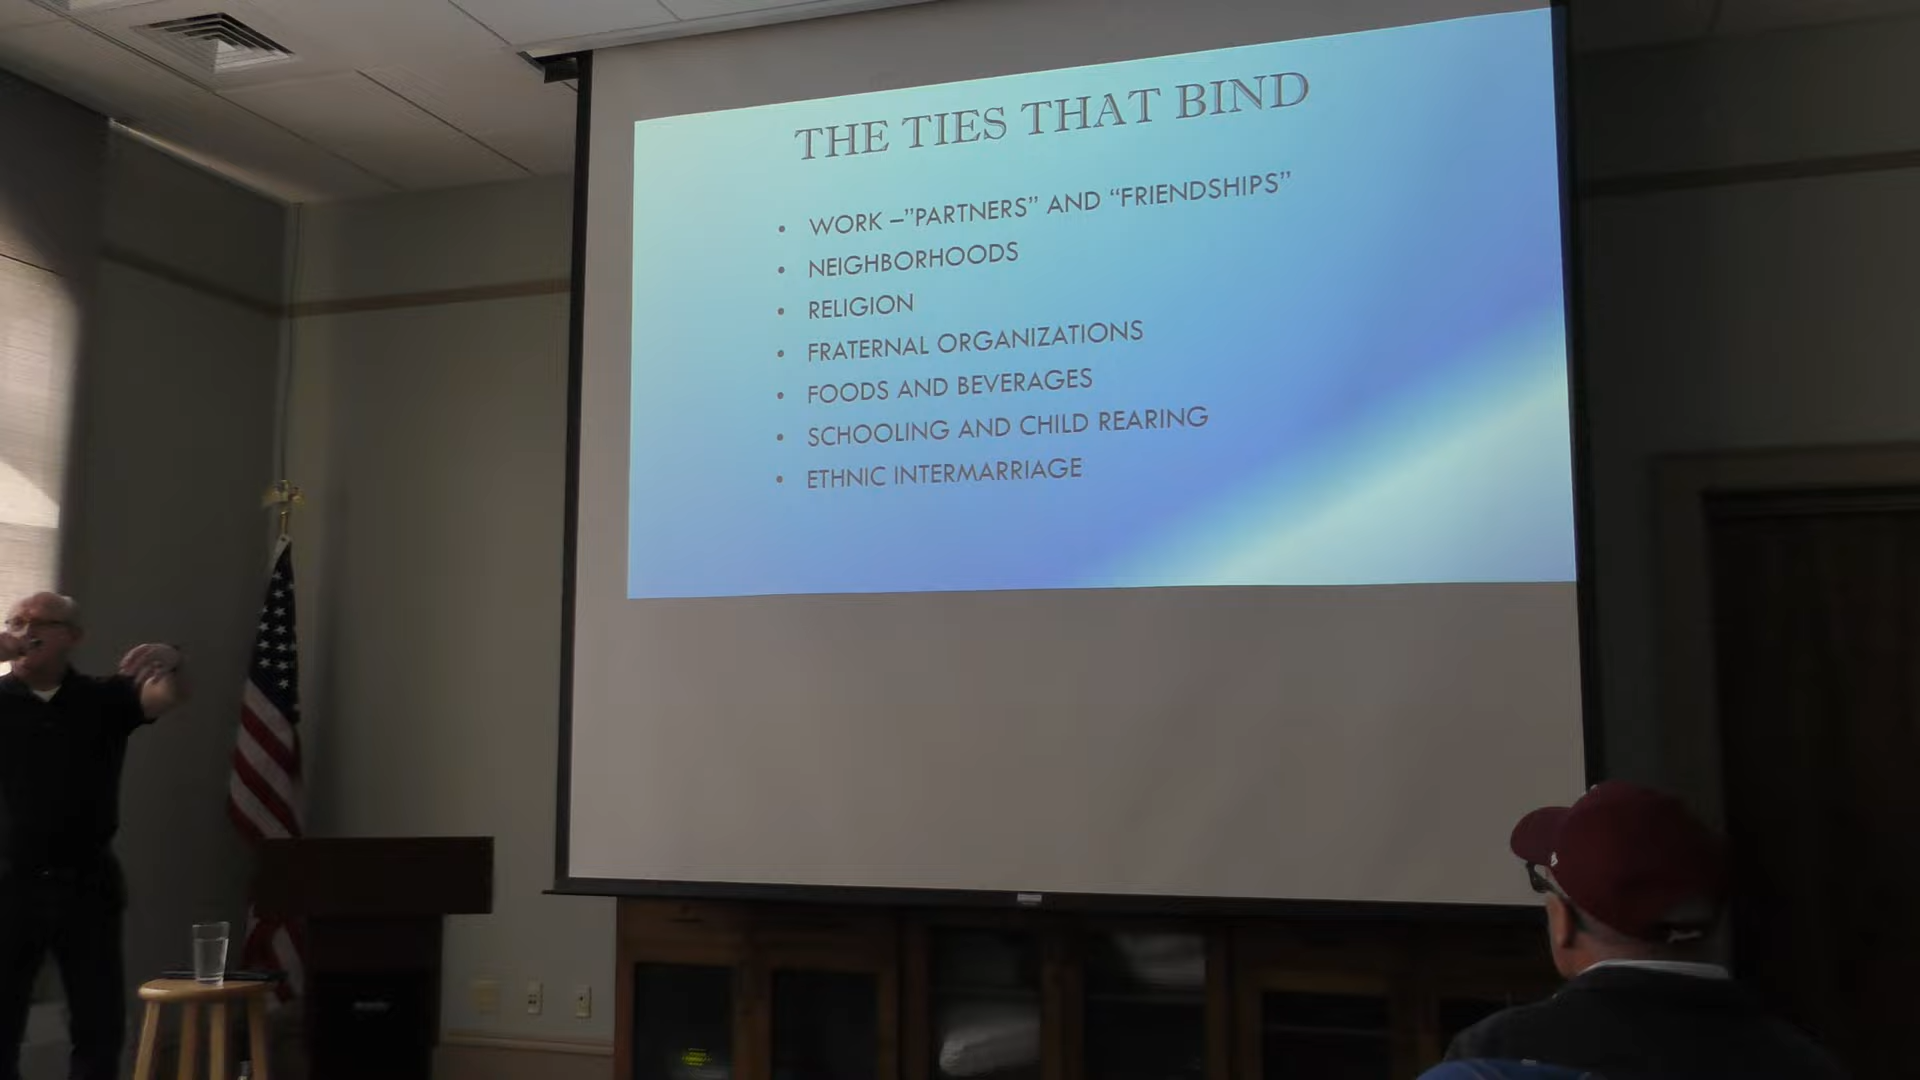 THE TIES THAT BIND
• WORK –”PARTNERS” AND “FRIENDSHIPS”
• NEIGHBORHOODS
• RELIGION
• FRATERNAL ORGANIZATIONS
• FOODS AND BEVERAGES
• SCHOOLING AND CHILD REARING
• ETHNIC INTERMARRIAGE